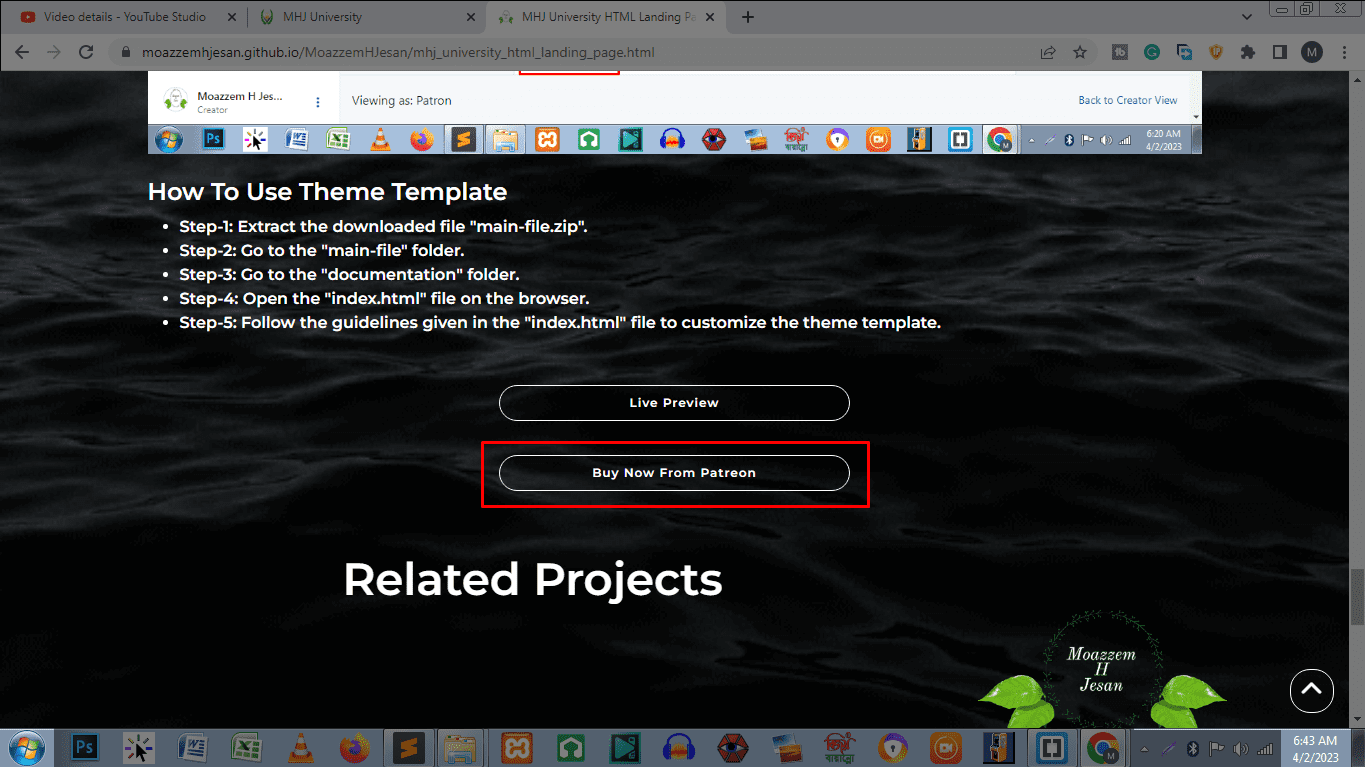 Video details - YouTube Studio
MHJ University
MHJ University HTML Landing Pa
moazzemhjesan.github.io/MoazzemHJesan/mhj_university_html_landing_page.html
M
Moazzem H Jes...
Creator
Viewing as: Patron
Back to Creator View
Ps
6:20 AM
4/2/2023
How To Use Theme Template
• Step-1: Extract the downloaded file "main-file.zip".
• Step-2: Go to the "main-file" folder.
• Step-3: Go to the "documentation" folder.
• Step-4: Open the "index.html" file on the browser.
• Step-5: Follow the guidelines given in the "index.html" file to customize the theme template.
Live Preview
Buy Now From Patreon
Related Projects
Moazzem
H
Jesan
Ps
M
6:43 AM
4/2/2023